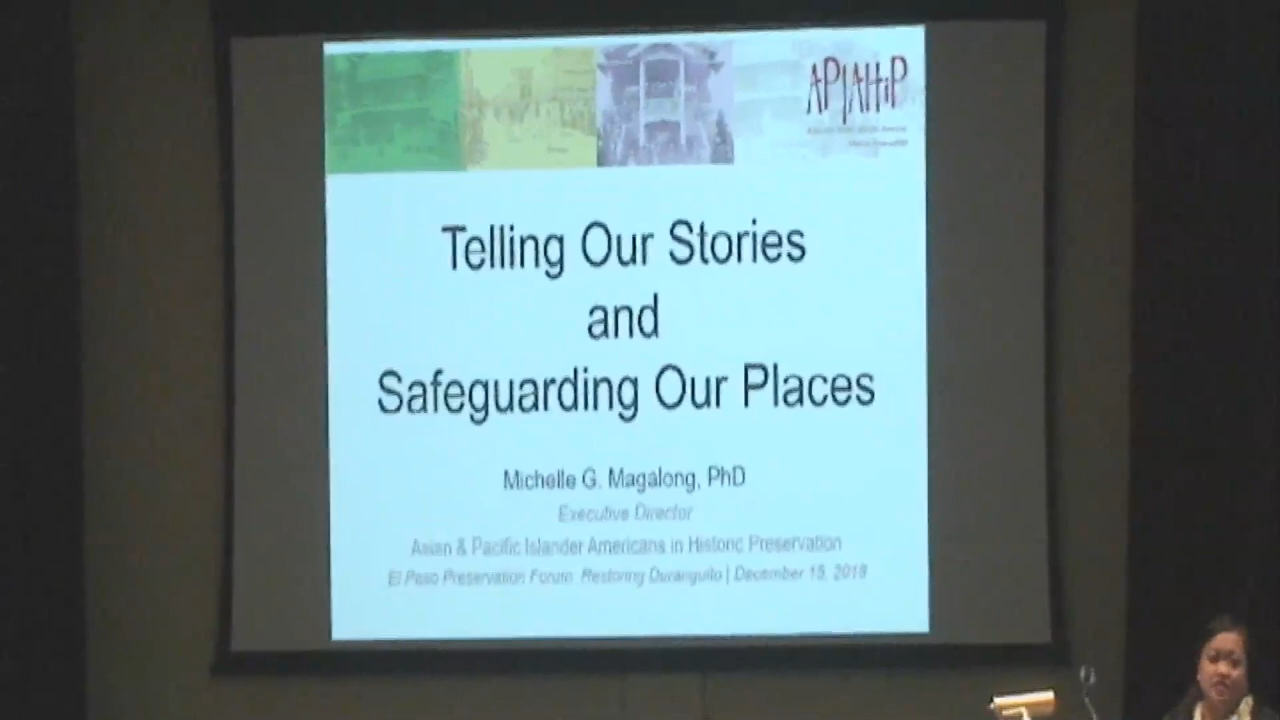 APIAHiP
Telling Our Stories
and
Safeguarding Our Places
Michelle G. Magalong, PhD
Executive Director
Asian & Pacific Islander Americans in Historic Preservation
El Paso Preservation Forum: Restoring Duranguito | December 15, 2018